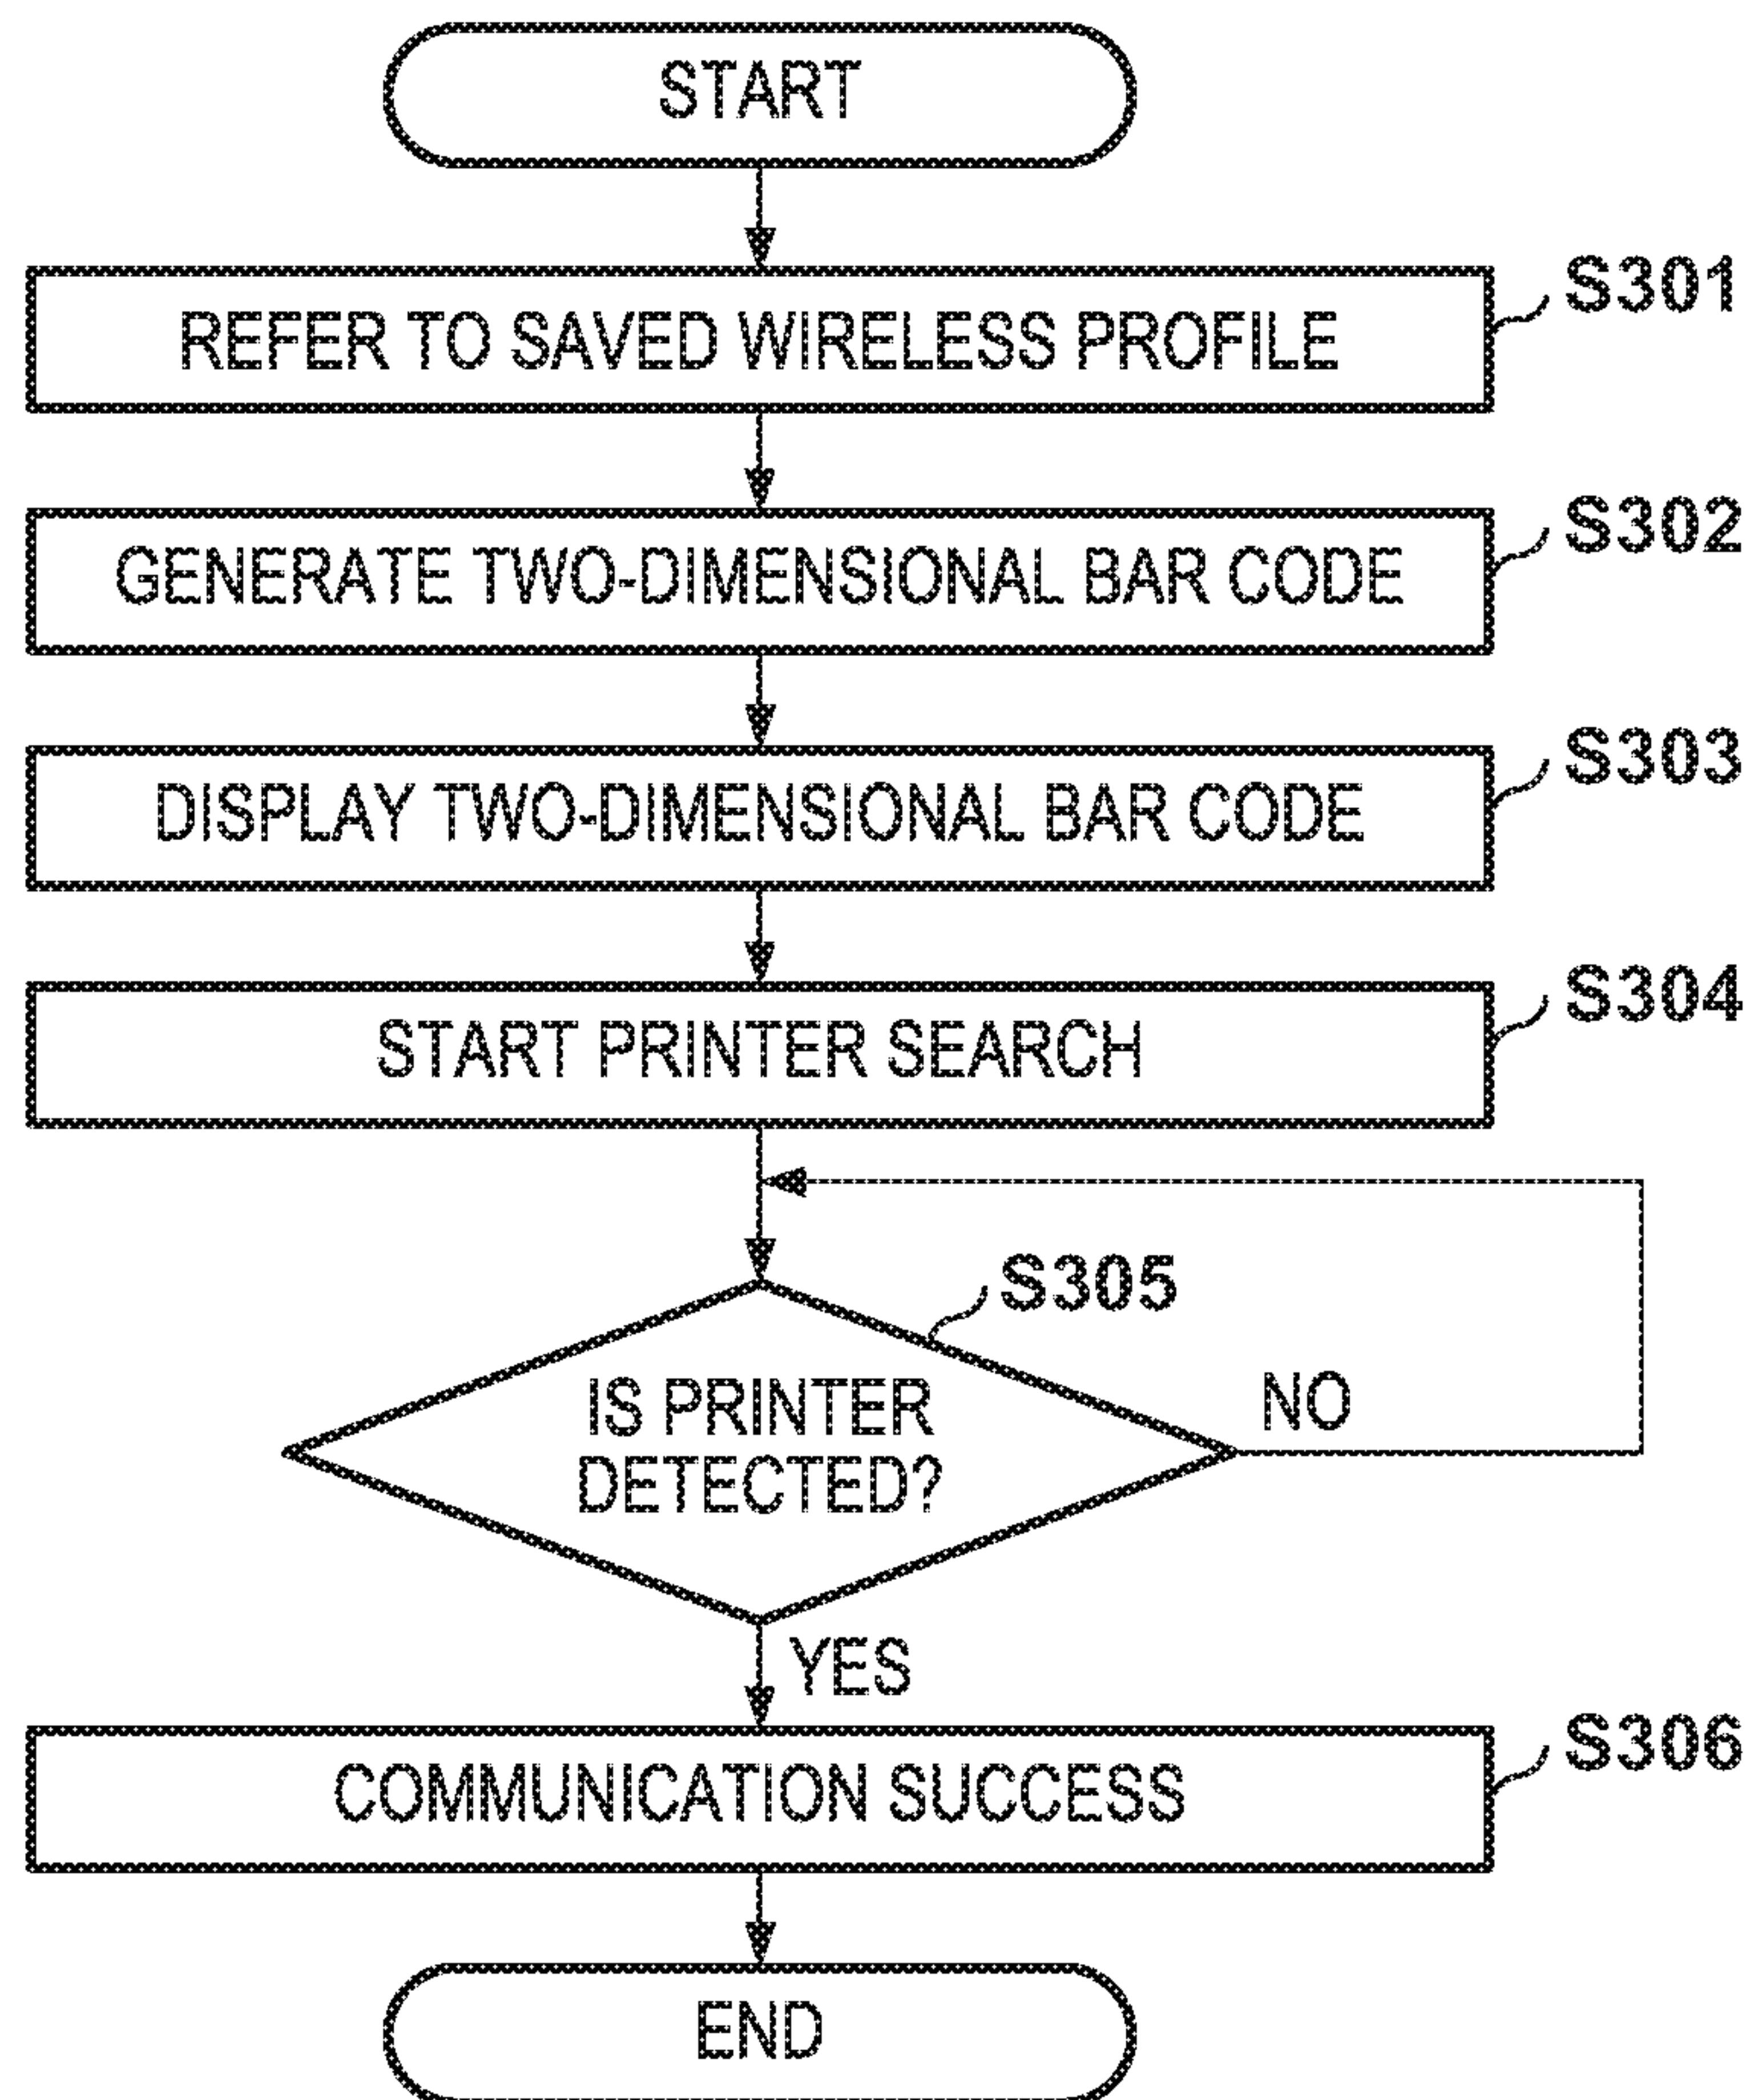 START
REFER TO SAVED WIRELESS PROFILE
S301
GENERATE TWO-DIMENSIONAL BAR CODE
S302
DISPLAY TWO-DIMENSIONAL BAR CODE
S303
START PRINTER SEARCH
S304
S305
IS PRINTER
DETECTED?
NO
YES
COMMUNICATION SUCCESS
S306
END